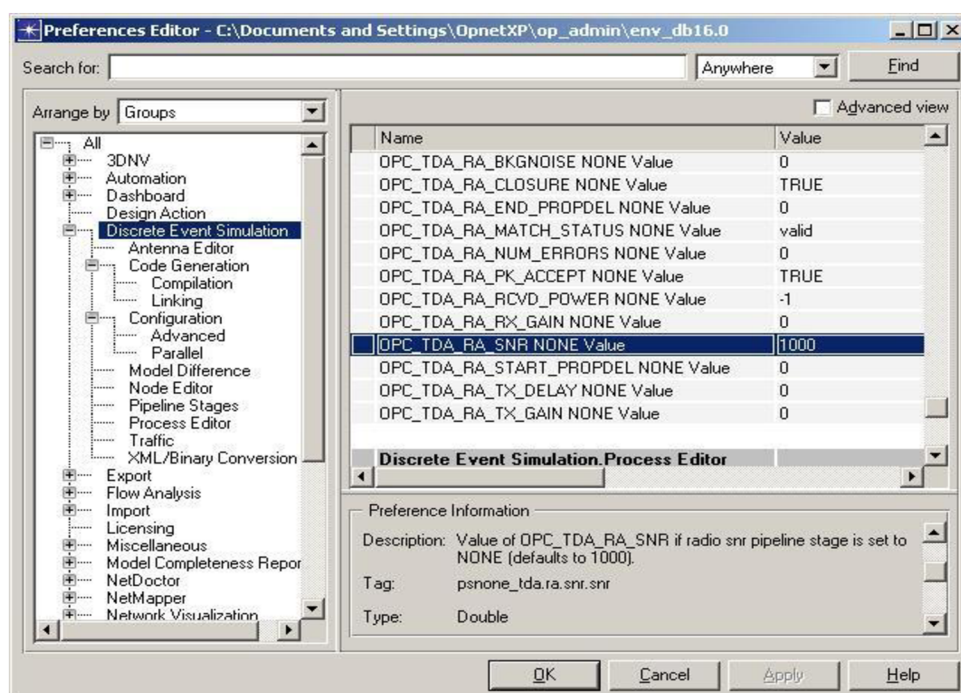 Preferences Editor - C:\Documents and Settings\OpnetXP\op_admin\env_db16.0
Search for:
Anywhere
Find
Arrange by
Groups
Advanced view
All
3DNV
Automation
Dashboard
Design Action
Discrete Event Simulation
Antenna Editor
Code Generation
Compilation
Linking
Configuration
Advanced
Parallel
Model Difference
Node Editor
Pipeline Stages
Process Editor
Traffic
XML/Binary Conversion
Export
Flow Analysis
Import
Licensing
Miscellaneous
Model Completeness Repor
NetDoctor
NetMapper
Network Visualization
Name Value
OPC_TDA_RA_BKGNOISE NONE Value 0
OPC_TDA_RA_CLOSURE NONE Value TRUE
OPC_TDA_RA_END_PROPDEL NONE Value 0
OPC_TDA_RA_MATCH_STATUS NONE Value valid
OPC_TDA_RA_NUM_ERRORS NONE Value 0
OPC_TDA_RA_PK_ACCEPT NONE Value TRUE
OPC_TDA_RA_RCVD_POWER NONE Value -1
OPC_TDA_RA_RX_GAIN NONE Value 0
OPC_TDA_RA_SNR NONE Value 1000
OPC_TDA_RA_START_PROPDEL NONE Value 0
OPC_TDA_RA_TX_DELAY NONE Value 0
OPC_TDA_RA_TX_GAIN NONE Value 0
Discrete Event Simulation.Process Editor
Preference Information
Description: Value of OPC_TDA_RA_SNR if radio snr pipeline stage is set to
NONE (defaults to 1000).
Tag: psnone_tda.ra.snr.snr
Type: Double
OK
Cancel
Apply
Help